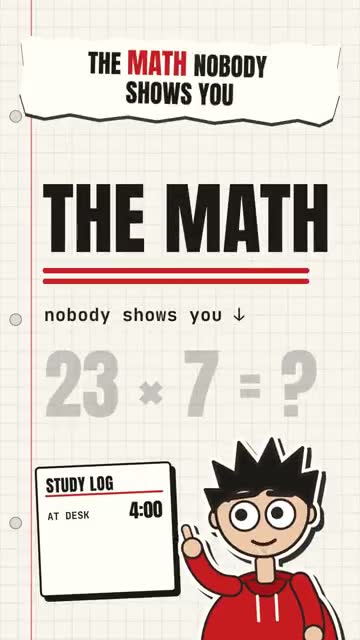 THE MATH NOBODY
SHOWS YOU
THE MATH
nobody shows you ↓
23 × 7 = ?
STUDY LOG
AT DESK 4:00